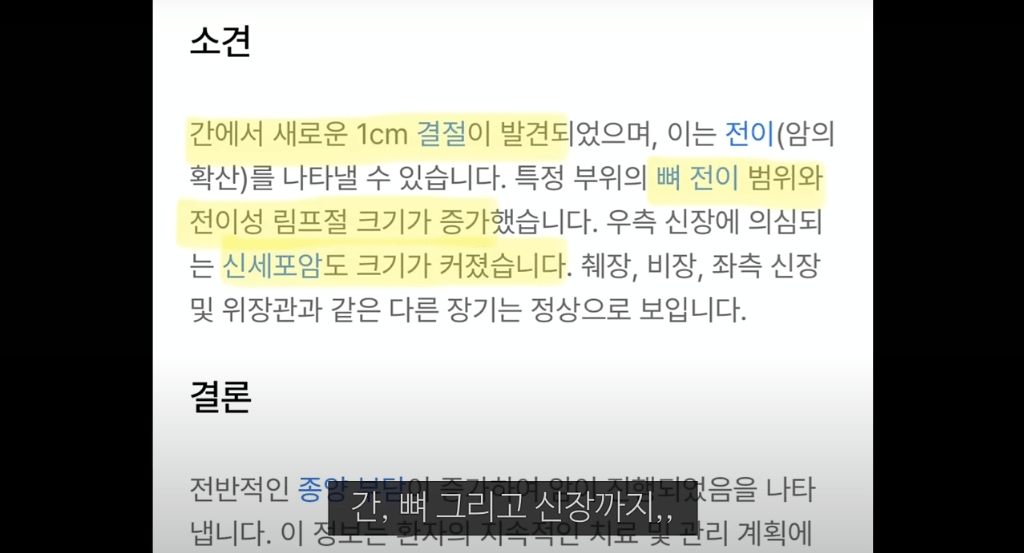 소견
간에서 새로운 1cm 결절이 발견되었으며, 이는 전이(암의
확산)를 나타낼 수 있습니다. 특정 부위의 뼈 전이 범위와
전이성 림프절 크기가 증가했습니다. 우측 신장에 의심되
는 신세포암도 크기가 커졌습니다. 췌장, 비장, 좌측 신장
및 위장관과 같은 다른 장기는 정상으로 보입니다.
결론
전반적인 종양 부담이 증가하여 암이 진행되었음을 나타
냅니다. 이 정보는 환자의 지속적인 치료 및 관리 계획에
간, 뼈 그리고 신장까지,,